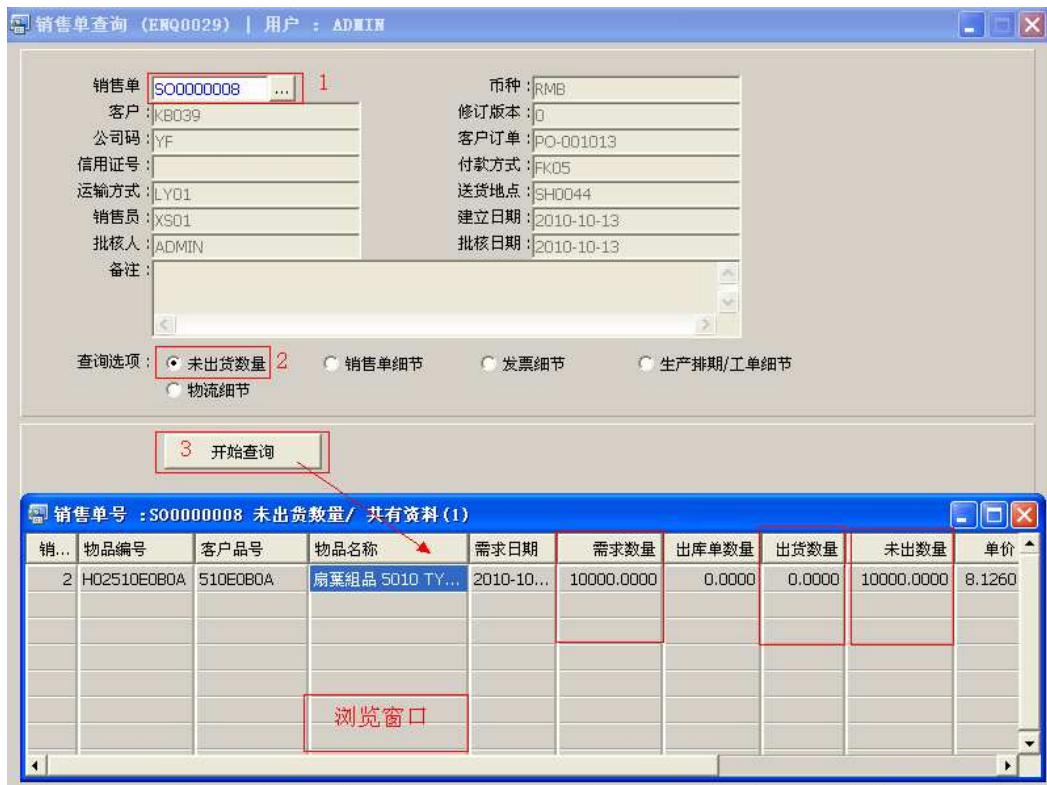 销售单查询 (ENQ0029) | 用户 : ADMIN
销售单 SO0000008 ... 1 币种:RMB
客户:KB039 修订版本:0
公司码:YF 客户订单:PO-001013
信用证号: 付款方式:FK05
运输方式:LY01 送货地点:SH0044
销售员:XS01 建立日期:2010-10-13
批核人:ADMIN 批核日期:2010-10-13
备注:
查询选项: 未出货数量 2 销售单细节 发票细节 生产排期/工单细节
物流细节
3 开始查询
销售单号 :SO0000008 未出货数量/ 共有资料(1)
销... 物品编号 客户品号 物品名称 需求日期 需求数量 出库单数量 出货数量 未出数量 单价
2 H02510E0B0A 510E0B0A 扇葉組品 5010 TY... 2010-10... 10000.0000 0.0000 0.0000 10000.0000 8.1260
浏览窗口